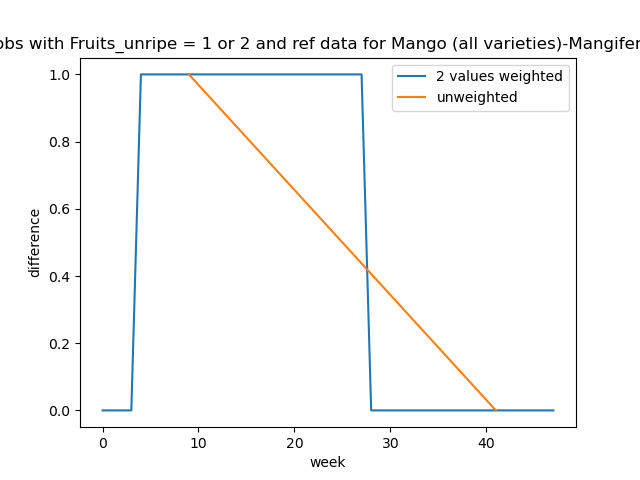 obs with Fruits_unripe = 1 or 2 and ref data for Mango (all varieties)-Mangifer
2 values weighted
unweighted
1.0
0.8
0.6
0.4
0.2
0.0
difference
0 10 20 30 40
week